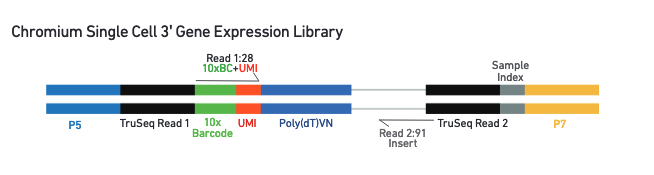 Chromium Single Cell 3' Gene Expression Library
Read 1:28
10xBC+UMI
Sample
Index
P5
TruSeq Read 1
10x
Barcode
UMI
Poly(dT)VN
Read 2:91
Insert
TruSeq Read 2
P7